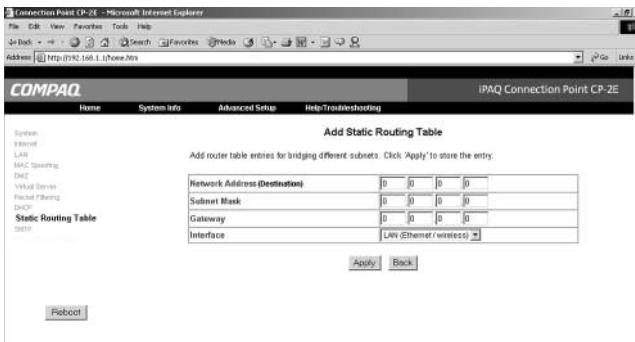 Connection Point CP-2E - Microsoft Internet Explorer
File Edit View Favorites Tools Help
Back Search Favorites Media
Address http://192.168.1.1/home.htm Go Links
COMPAQ iPAQ Connection Point CP-2E
Home System Info Advanced Setup Help/Troubleshooting
Add Static Routing Table
Add router table entries for bridging different subnets. Click 'Apply' to store the entry.
System
Internet
LAN
MAC Spoofing
DMZ
Virtual Server
Packet Filtering
DHCP
Static Routing Table
Network Address (Destination) 0 0 0 0
Subnet Mask 0 0 0 0
Gateway 0 0 0 0
Interface LAN (Ethernet / wireless)
Apply Back
Reboot